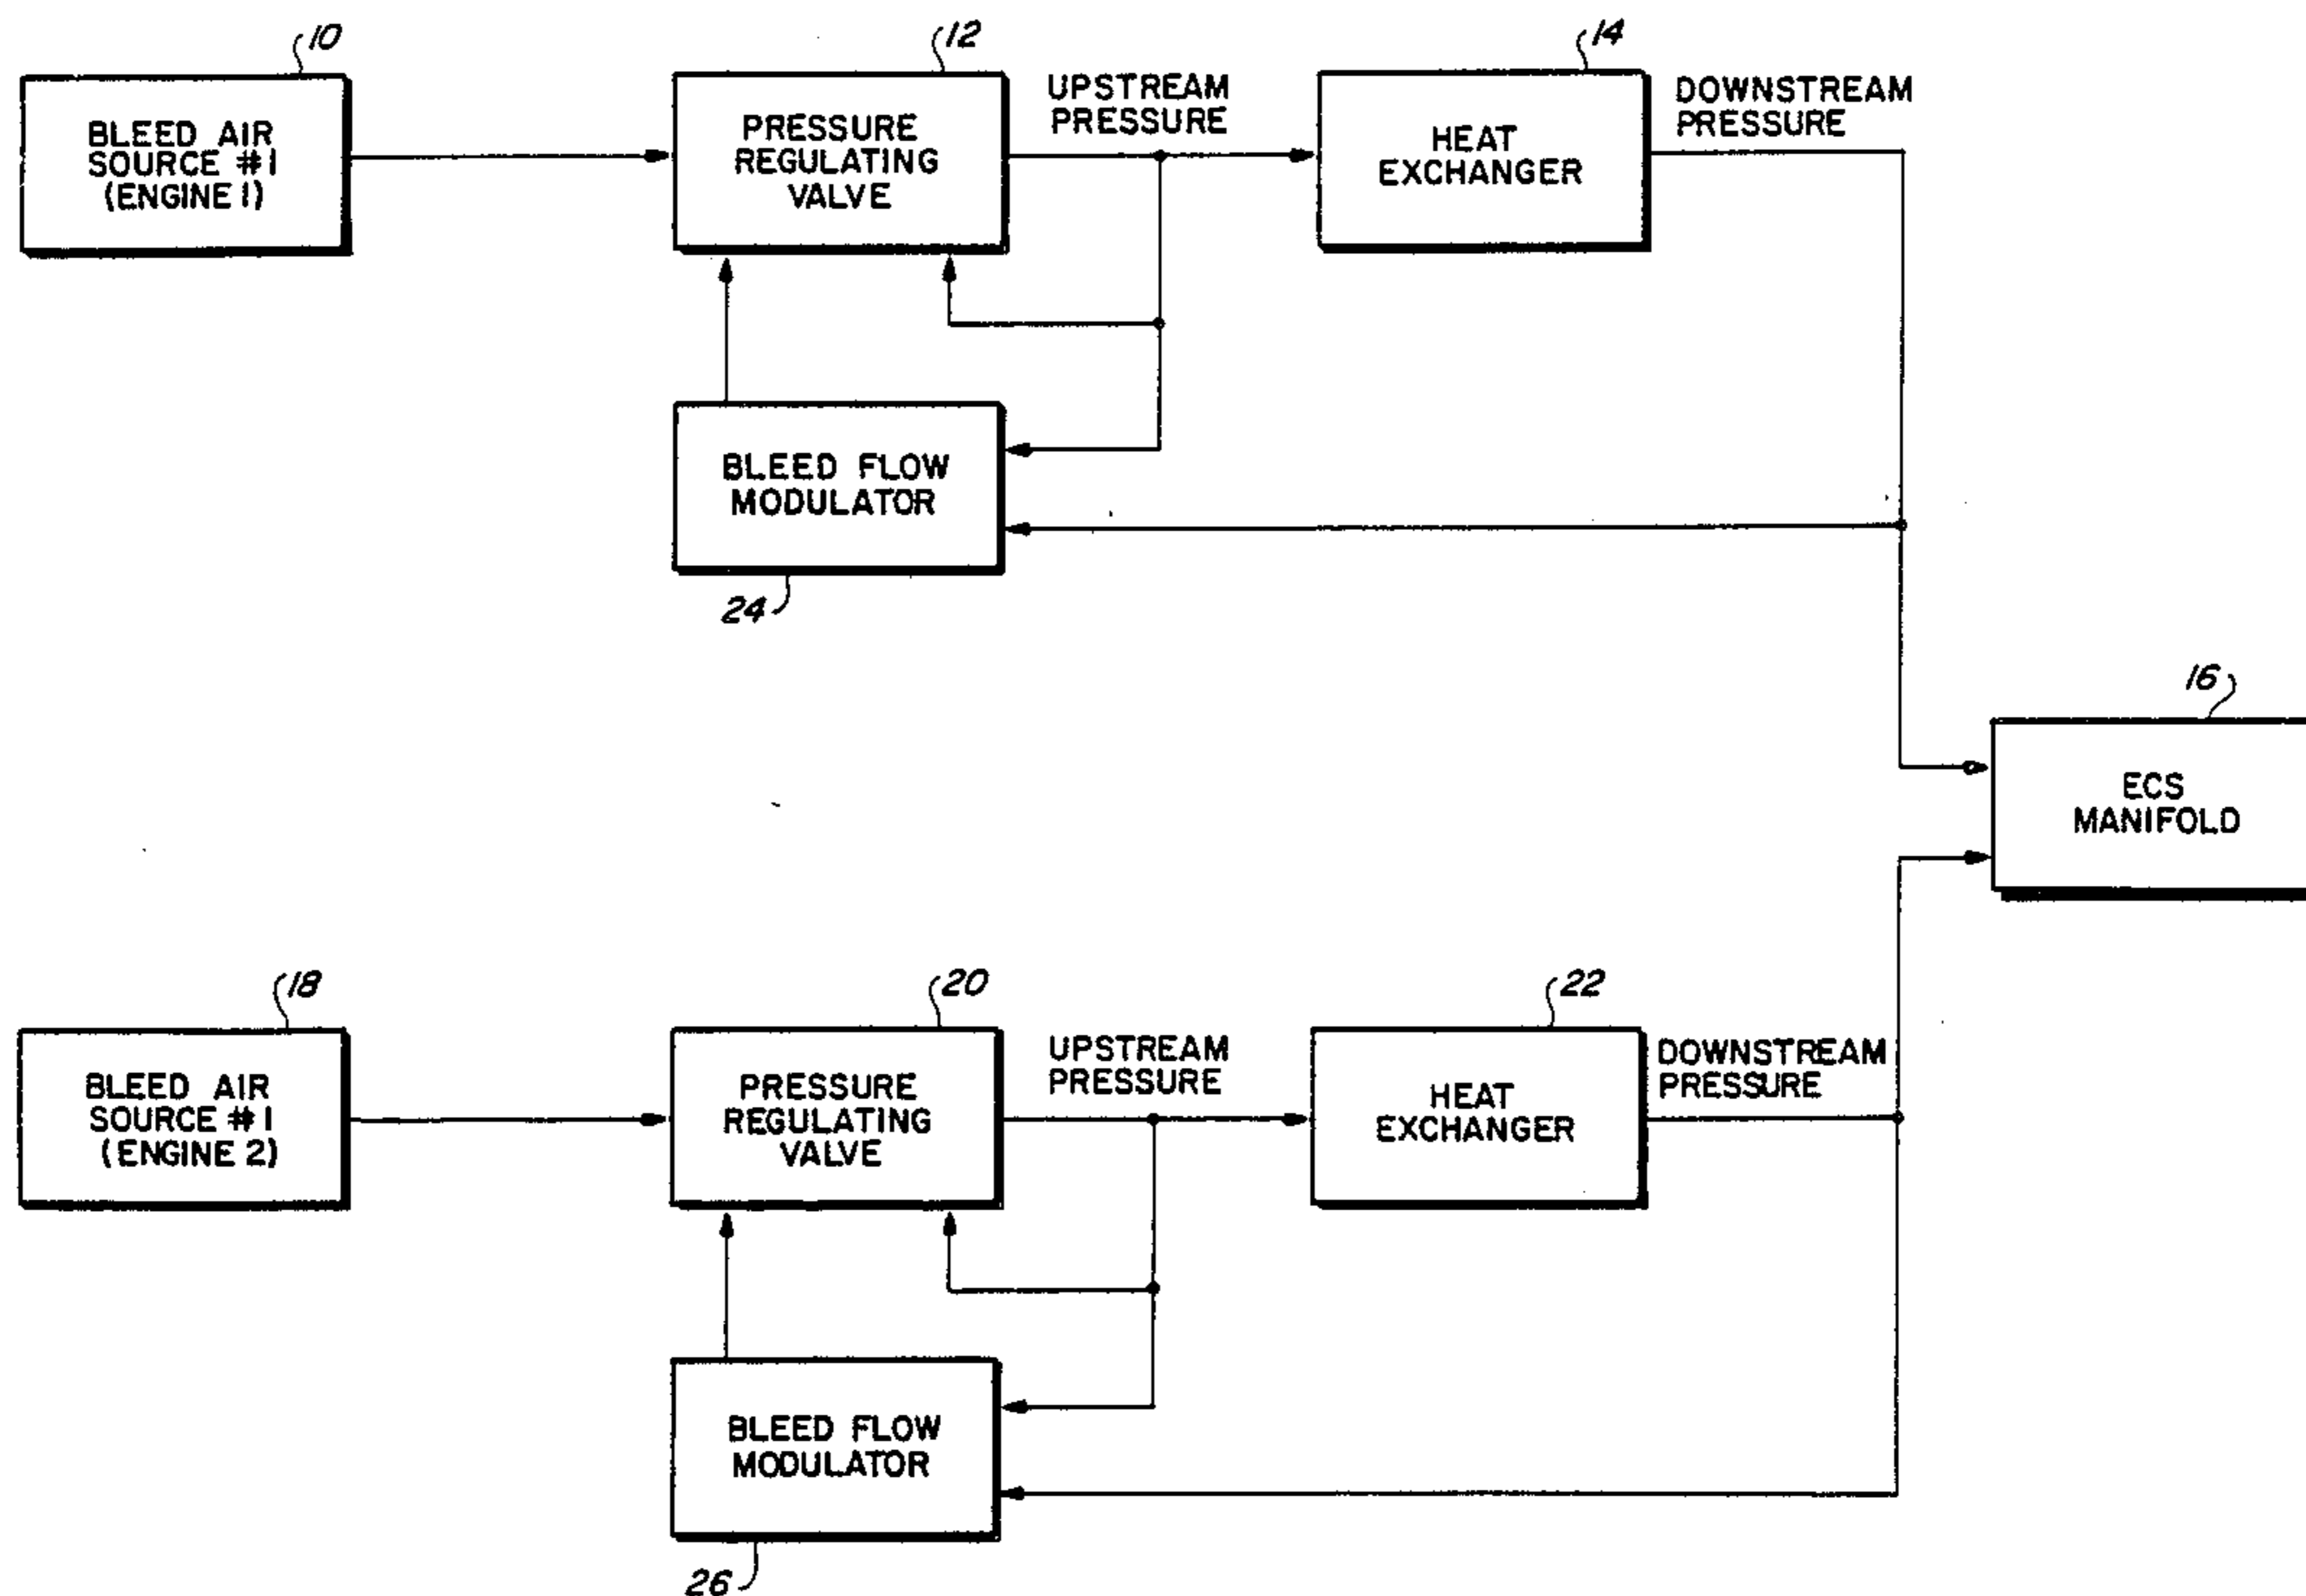 10
BLEED AIR
SOURCE #1
(ENGINE 1)
12
PRESSURE
REGULATING
VALVE
UPSTREAM
PRESSURE
14
HEAT
EXCHANGER
DOWNSTREAM
PRESSURE
BLEED FLOW
MODULATOR
24
16
ECS
MANIFOLD
18
BLEED AIR
SOURCE #1
(ENGINE 2)
20
PRESSURE
REGULATING
VALVE
UPSTREAM
PRESSURE
22
HEAT
EXCHANGER
DOWNSTREAM
PRESSURE
BLEED FLOW
MODULATOR
26